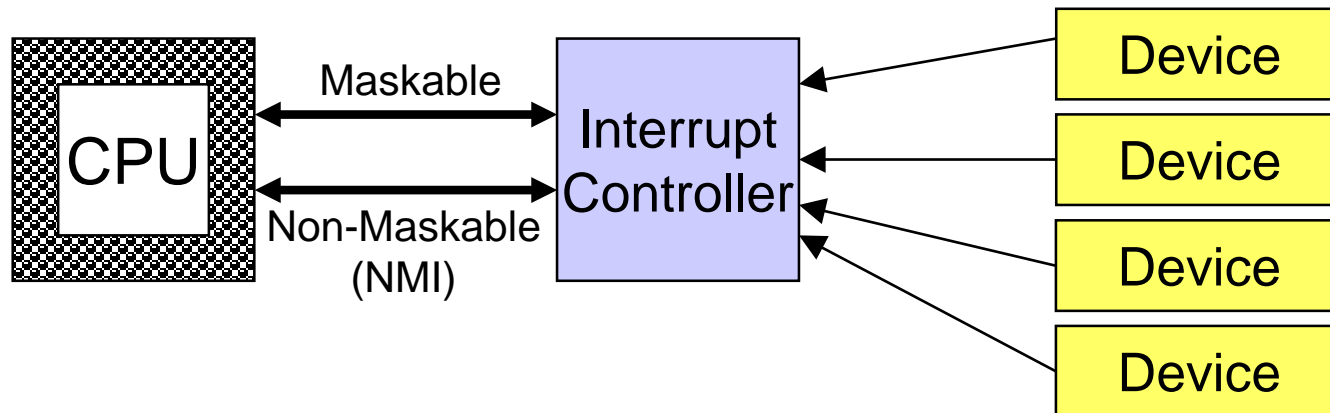 CPU
Maskable
Non-Maskable
(NMI)
Interrupt
Controller
Device
Device
Device
Device